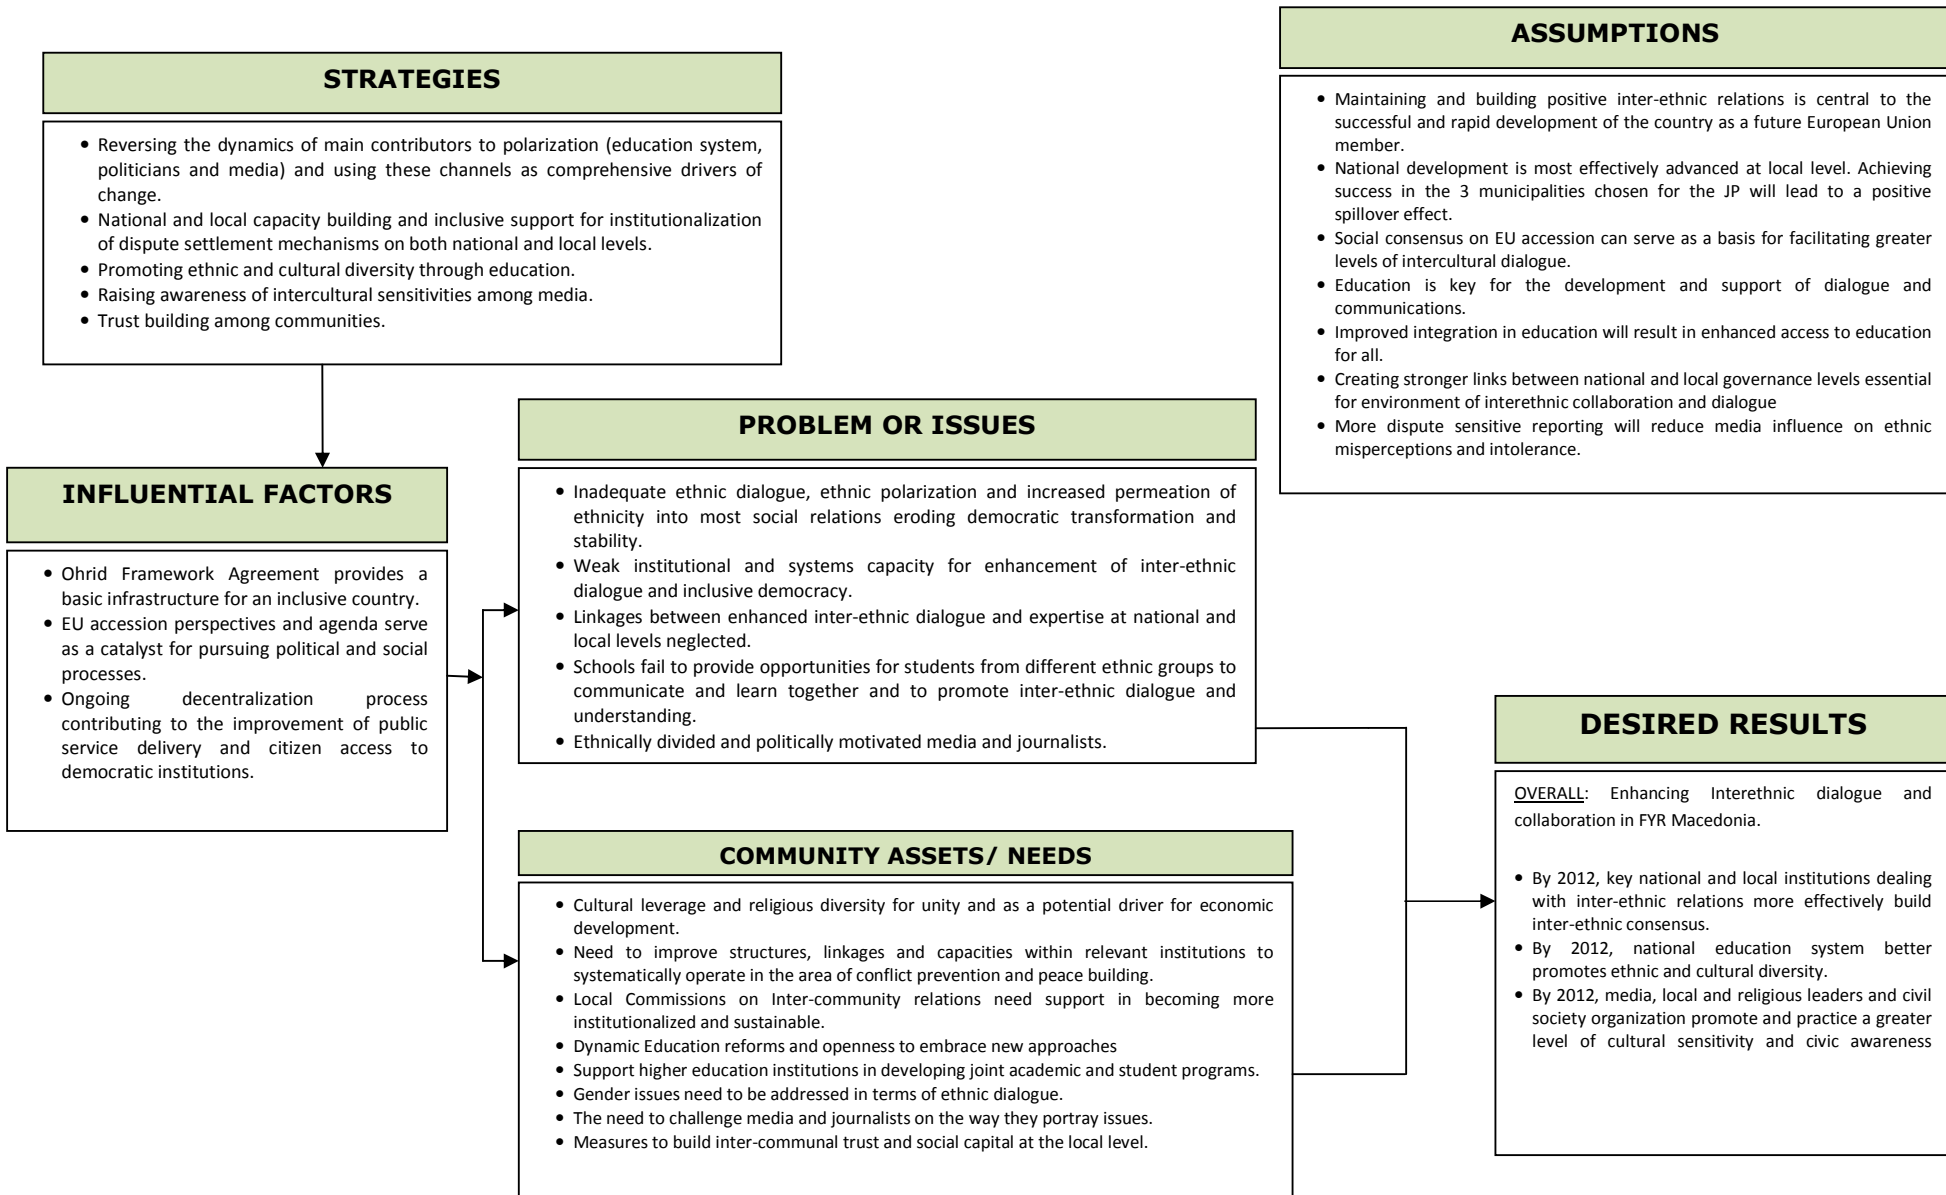 STRATEGIES
• Reversing the dynamics of main contributors to polarization (education system,
politicians and media) and using these channels as comprehensive drivers of
change.
• National and local capacity building and inclusive support for institutionalization
of dispute settlement mechanisms on both national and local levels.
• Promoting ethnic and cultural diversity through education.
• Raising awareness of intercultural sensitivities among media.
• Trust building among communities.
ASSUMPTIONS
• Maintaining and building positive inter-ethnic relations is central to the
successful and rapid development of the country as a future European Union
member.
• National development is most effectively advanced at local level. Achieving
success in the 3 municipalities chosen for the JP will lead to a positive
spillover effect.
• Social consensus on EU accession can serve as a basis for facilitating greater
levels of intercultural dialogue.
• Education is key for the development and support of dialogue and
communications.
• Improved integration in education will result in enhanced access to education
for all.
• Creating stronger links between national and local governance levels essential
for environment of interethnic collaboration and dialogue
• More dispute sensitive reporting will reduce media influence on ethnic
misperceptions and intolerance.
INFLUENTIAL FACTORS
• Ohrid Framework Agreement provides a
basic infrastructure for an inclusive country.
• EU accession perspectives and agenda serve
as a catalyst for pursuing political and social
processes.
• Ongoing decentralization process
contributing to the improvement of public
service delivery and citizen access to
democratic institutions.
PROBLEM OR ISSUES
• Inadequate ethnic dialogue, ethnic polarization and increased permeation of
ethnicity into most social relations eroding democratic transformation and
stability.
• Weak institutional and systems capacity for enhancement of inter-ethnic
dialogue and inclusive democracy.
• Linkages between enhanced inter-ethnic dialogue and expertise at national and
local levels neglected.
• Schools fail to provide opportunities for students from different ethnic groups to
communicate and learn together and to promote inter-ethnic dialogue and
understanding.
• Ethnically divided and politically motivated media and journalists.
COMMUNITY ASSETS/ NEEDS
• Cultural leverage and religious diversity for unity and as a potential driver for economic
development.
• Need to improve structures, linkages and capacities within relevant institutions to
systematically operate in the area of conflict prevention and peace building.
• Local Commissions on Inter-community relations need support in becoming more
institutionalized and sustainable.
• Dynamic Education reforms and openness to embrace new approaches
• Support higher education institutions in developing joint academic and student programs.
• Gender issues need to be addressed in terms of ethnic dialogue.
• The need to challenge media and journalists on the way they portray issues.
• Measures to build inter-communal trust and social capital at the local level.
DESIRED RESULTS
OVERALL: Enhancing Interethnic dialogue and
collaboration in FYR Macedonia.
• By 2012, key national and local institutions dealing
with inter-ethnic relations more effectively build
inter-ethnic consensus.
• By 2012, national education system better
promotes ethnic and cultural diversity.
• By 2012, media, local and religious leaders and civil
society organization promote and practice a greater
level of cultural sensitivity and civic awareness